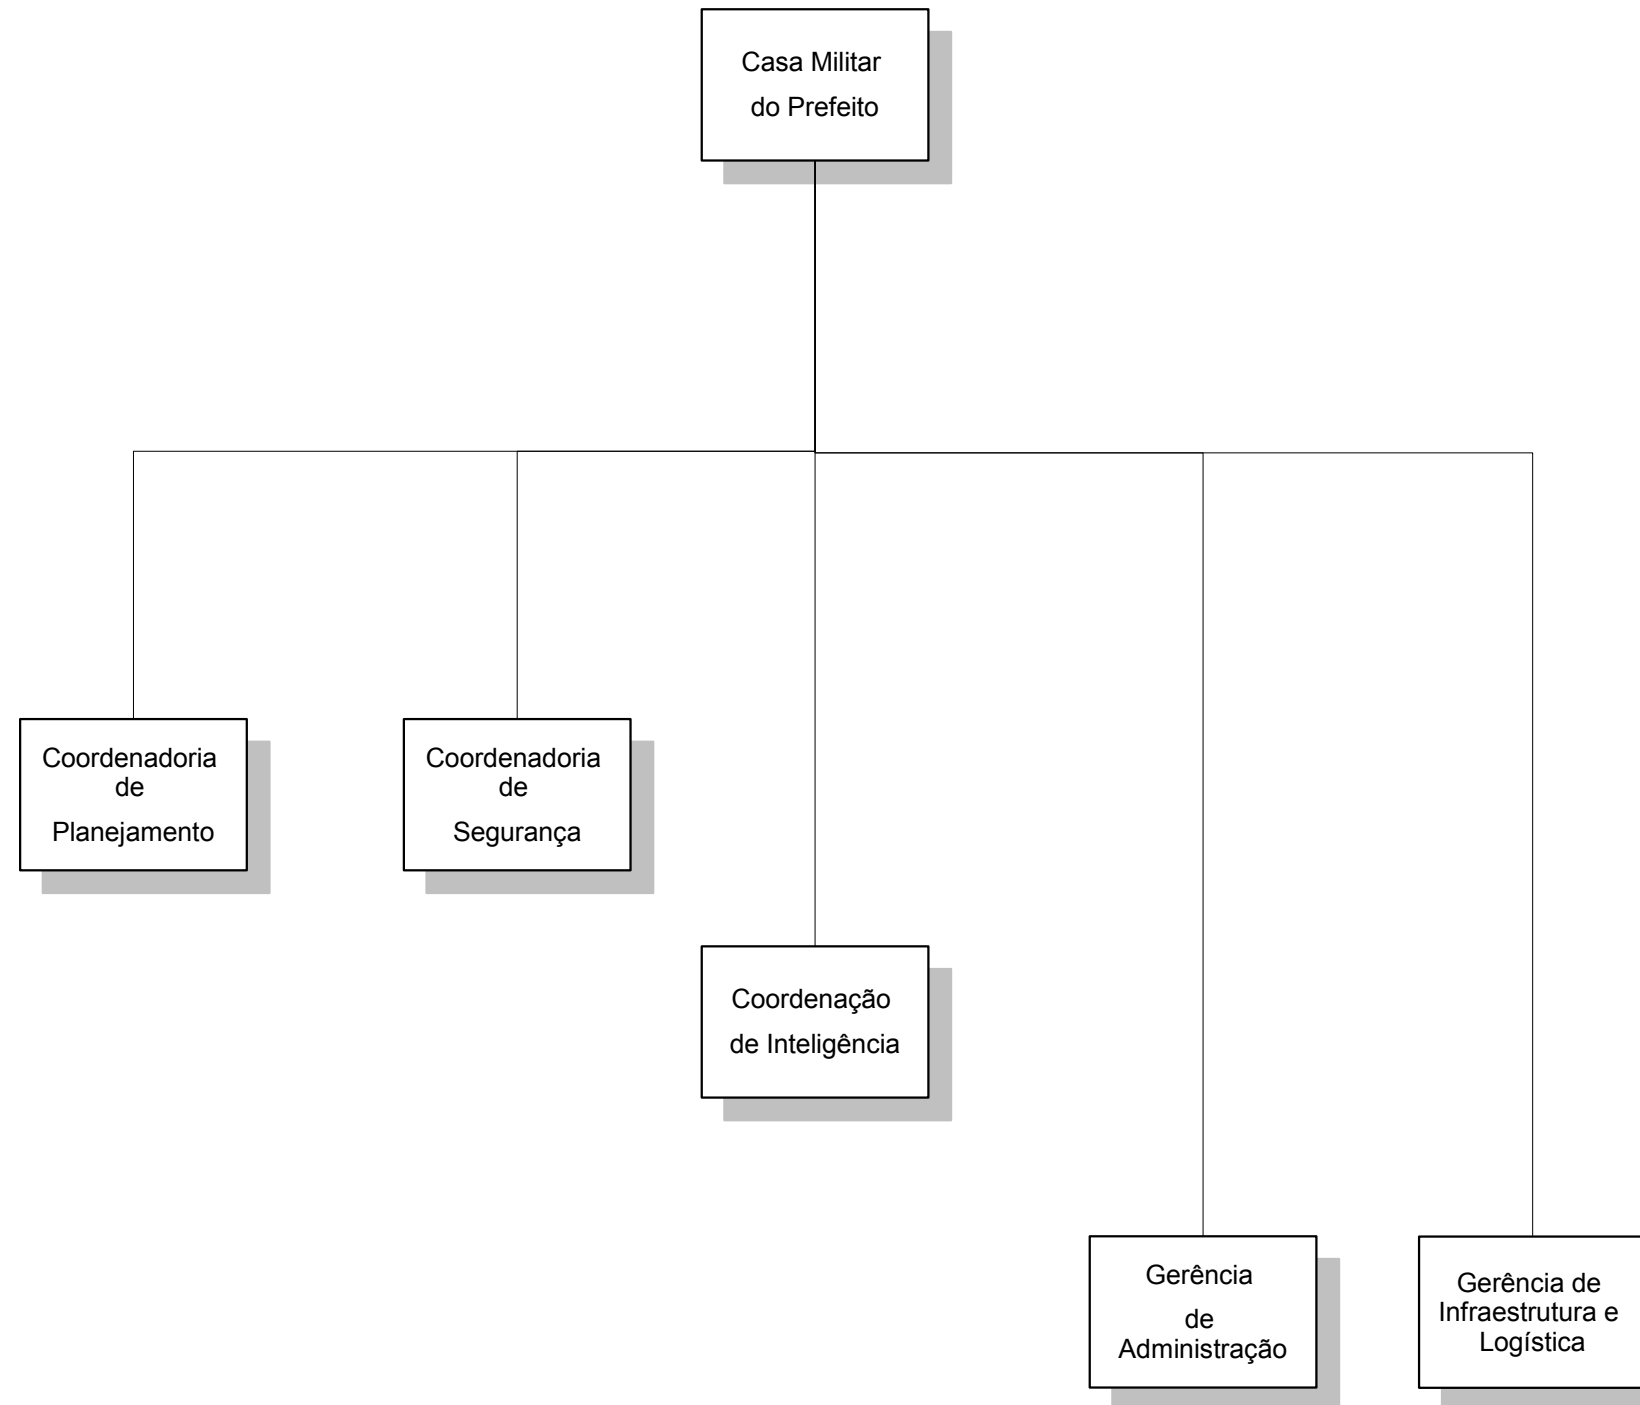 Casa Militar
do Prefeito
Coordenadoria
de
Planejamento
Coordenadoria
de
Segurança
Coordenação
de Inteligência
Gerência
de
Administração
Gerência de
Infraestrutura e
Logística